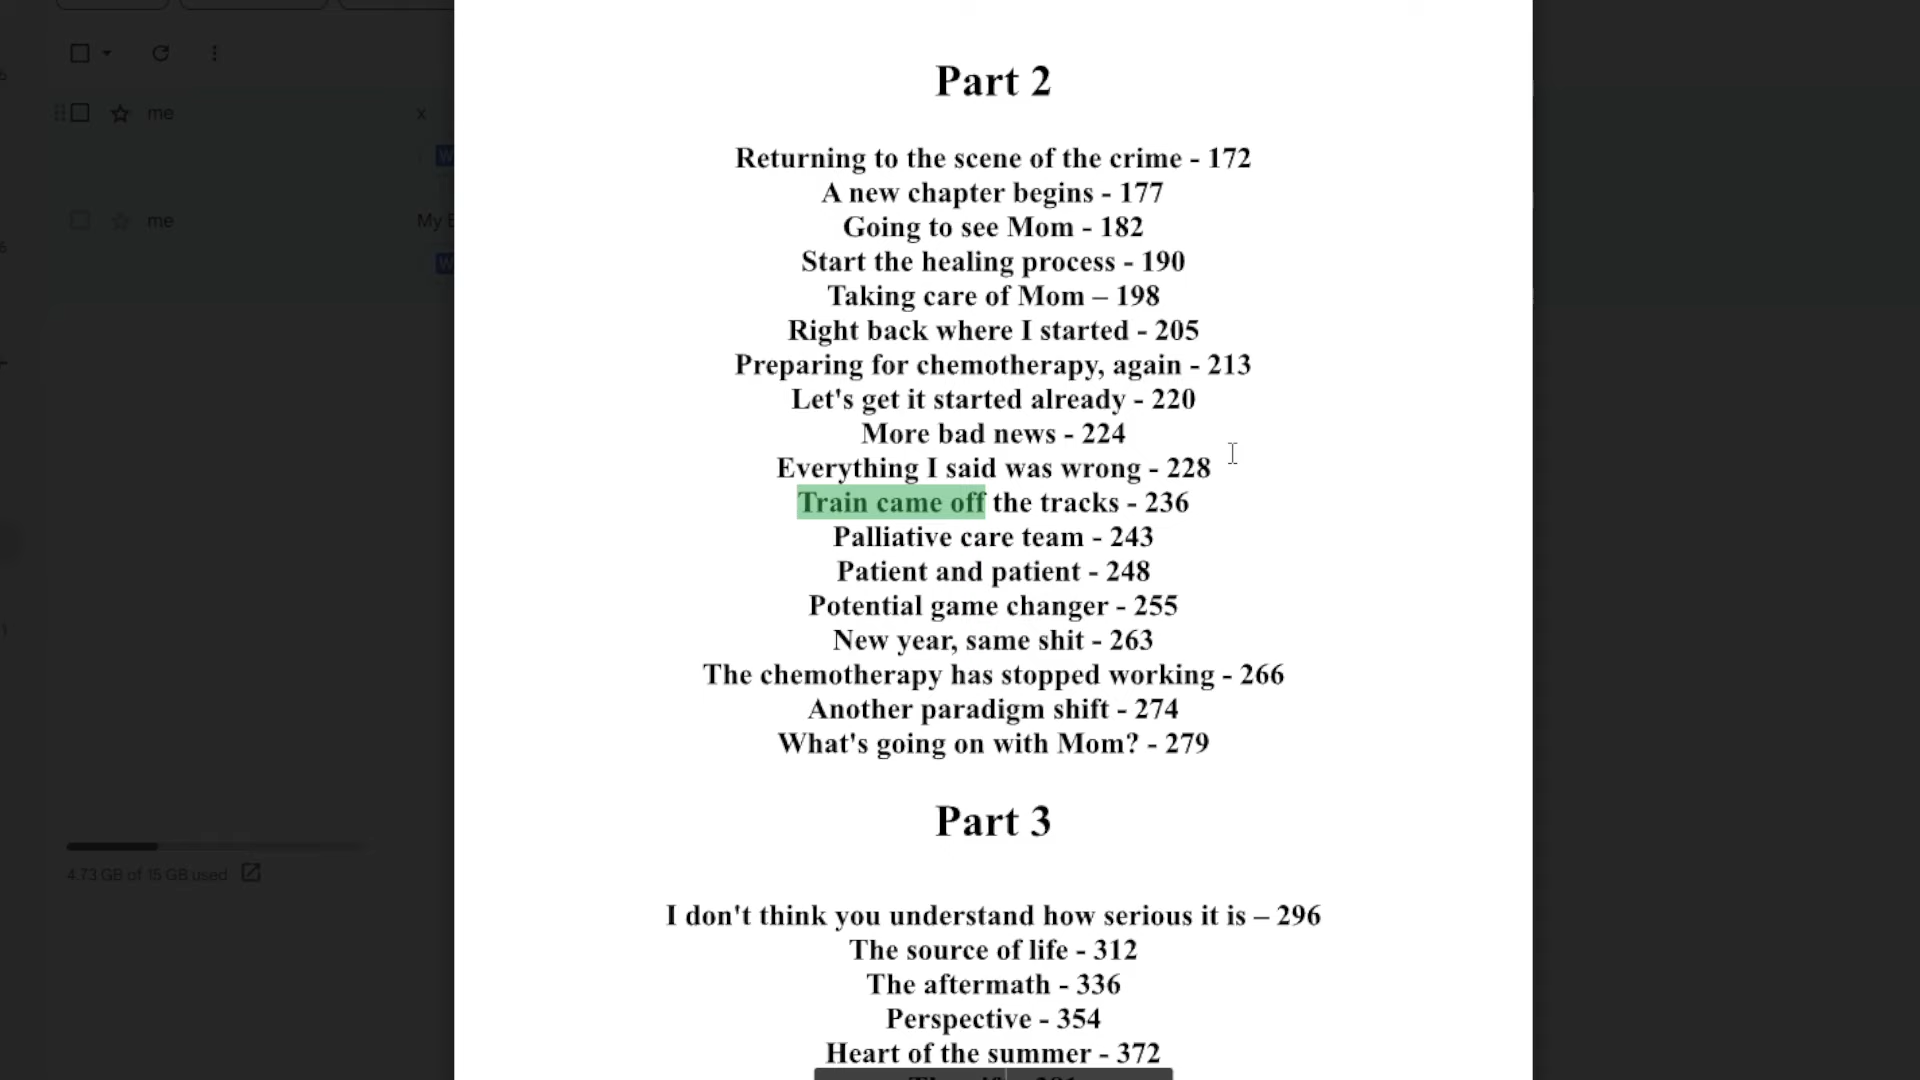 me
x
me
My
Part 2
Returning to the scene of the crime - 172
A new chapter begins - 177
Going to see Mom - 182
Start the healing process - 190
Taking care of Mom – 198
Right back where I started - 205
Preparing for chemotherapy, again - 213
Let's get it started already - 220
More bad news - 224
Everything I said was wrong - 228
Train came off the tracks - 236
Palliative care team - 243
Patient and patient - 248
Potential game changer - 255
New year, same shit - 263
The chemotherapy has stopped working - 266
Another paradigm shift - 274
What's going on with Mom? - 279
Part 3
I don't think you understand how serious it is – 296
The source of life - 312
The aftermath - 336
Perspective - 354
Heart of the summer - 372
4.73 GB of 15 GB used